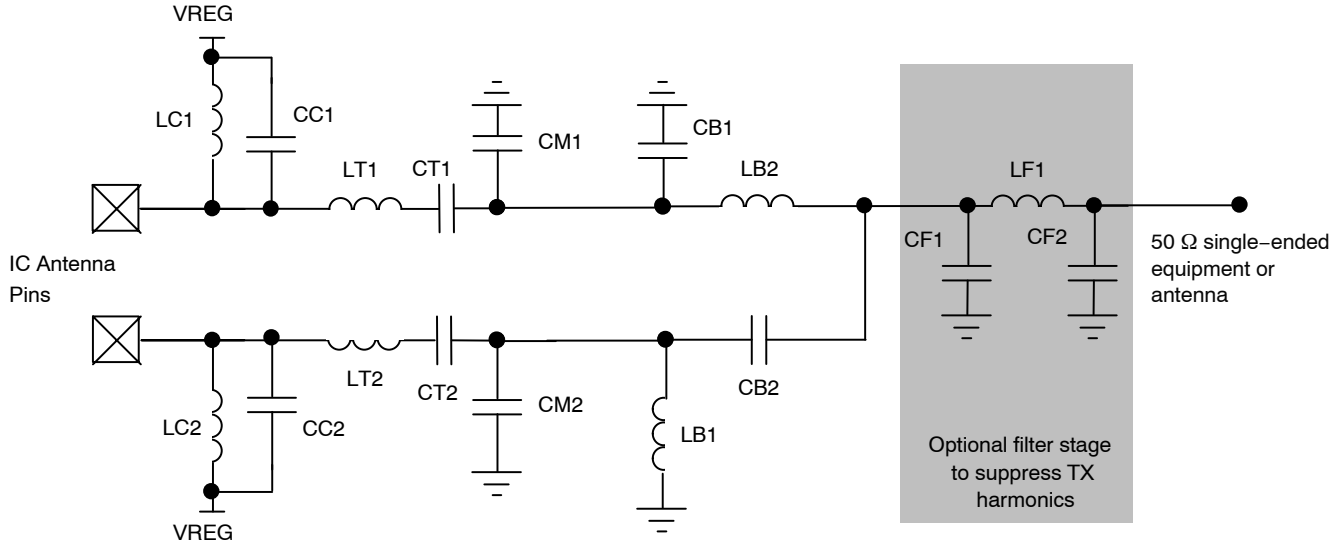 VREG
LC1
CC1
LT1
CT1
CM1
CB1
LB2
LF1
CF1
CF2
50 Ω single−ended
equipment or
antenna
IC Antenna
Pins
LT2
CT2
CB2
LC2
CC2
CM2
LB1
Optional filter stage
to suppress TX
harmonics
VREG